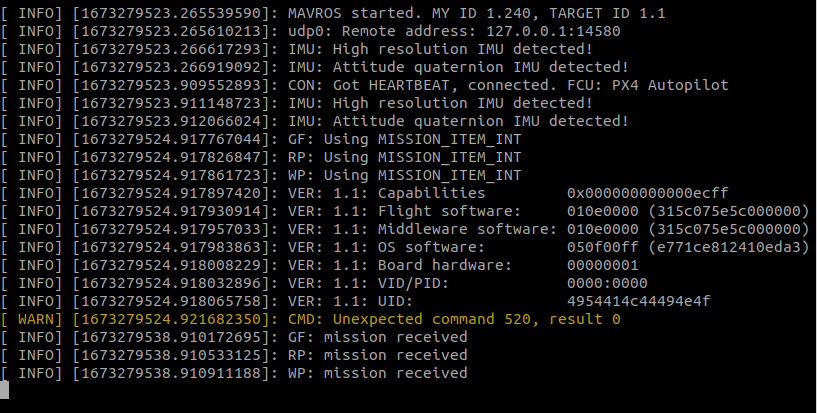 [ INFO] [1673279523.265539590]: MAVROS started. MY ID 1.240, TARGET ID 1.1
[ INFO] [1673279523.265610213]: udp0: Remote address: 127.0.0.1:14580
[ INFO] [1673279523.266617293]: IMU: High resolution IMU detected!
[ INFO] [1673279523.266919092]: IMU: Attitude quaternion IMU detected!
[ INFO] [1673279523.909552893]: CON: Got HEARTBEAT, connected. FCU: PX4 Autopilot
[ INFO] [1673279523.911148723]: IMU: High resolution IMU detected!
[ INFO] [1673279523.912066024]: IMU: Attitude quaternion IMU detected!
[ INFO] [1673279524.917767044]: GF: Using MISSION_ITEM_INT
[ INFO] [1673279524.917826847]: RP: Using MISSION_ITEM_INT
[ INFO] [1673279524.917861723]: WP: Using MISSION_ITEM_INT
[ INFO] [1673279524.917897420]: VER: 1.1: Capabilities         0x000000000000ecff
[ INFO] [1673279524.917930914]: VER: 1.1: Flight software:     010e0000 (315c075e5c000000)
[ INFO] [1673279524.917957033]: VER: 1.1: Middleware software: 010e0000 (315c075e5c000000)
[ INFO] [1673279524.917983863]: VER: 1.1: OS software:         050f00ff (e771ce812410eda3)
[ INFO] [1673279524.918008229]: VER: 1.1: Board hardware:      00000001
[ INFO] [1673279524.918032896]: VER: 1.1: VID/PID:             0000:0000
[ INFO] [1673279524.918065758]: VER: 1.1: UID:                 4954414c44494e4f
[ WARN] [1673279524.921682350]: CMD: Unexpected command 520, result 0
[ INFO] [1673279538.910172695]: GF: mission received
[ INFO] [1673279538.910533125]: RP: mission received
[ INFO] [1673279538.910911188]: WP: mission received